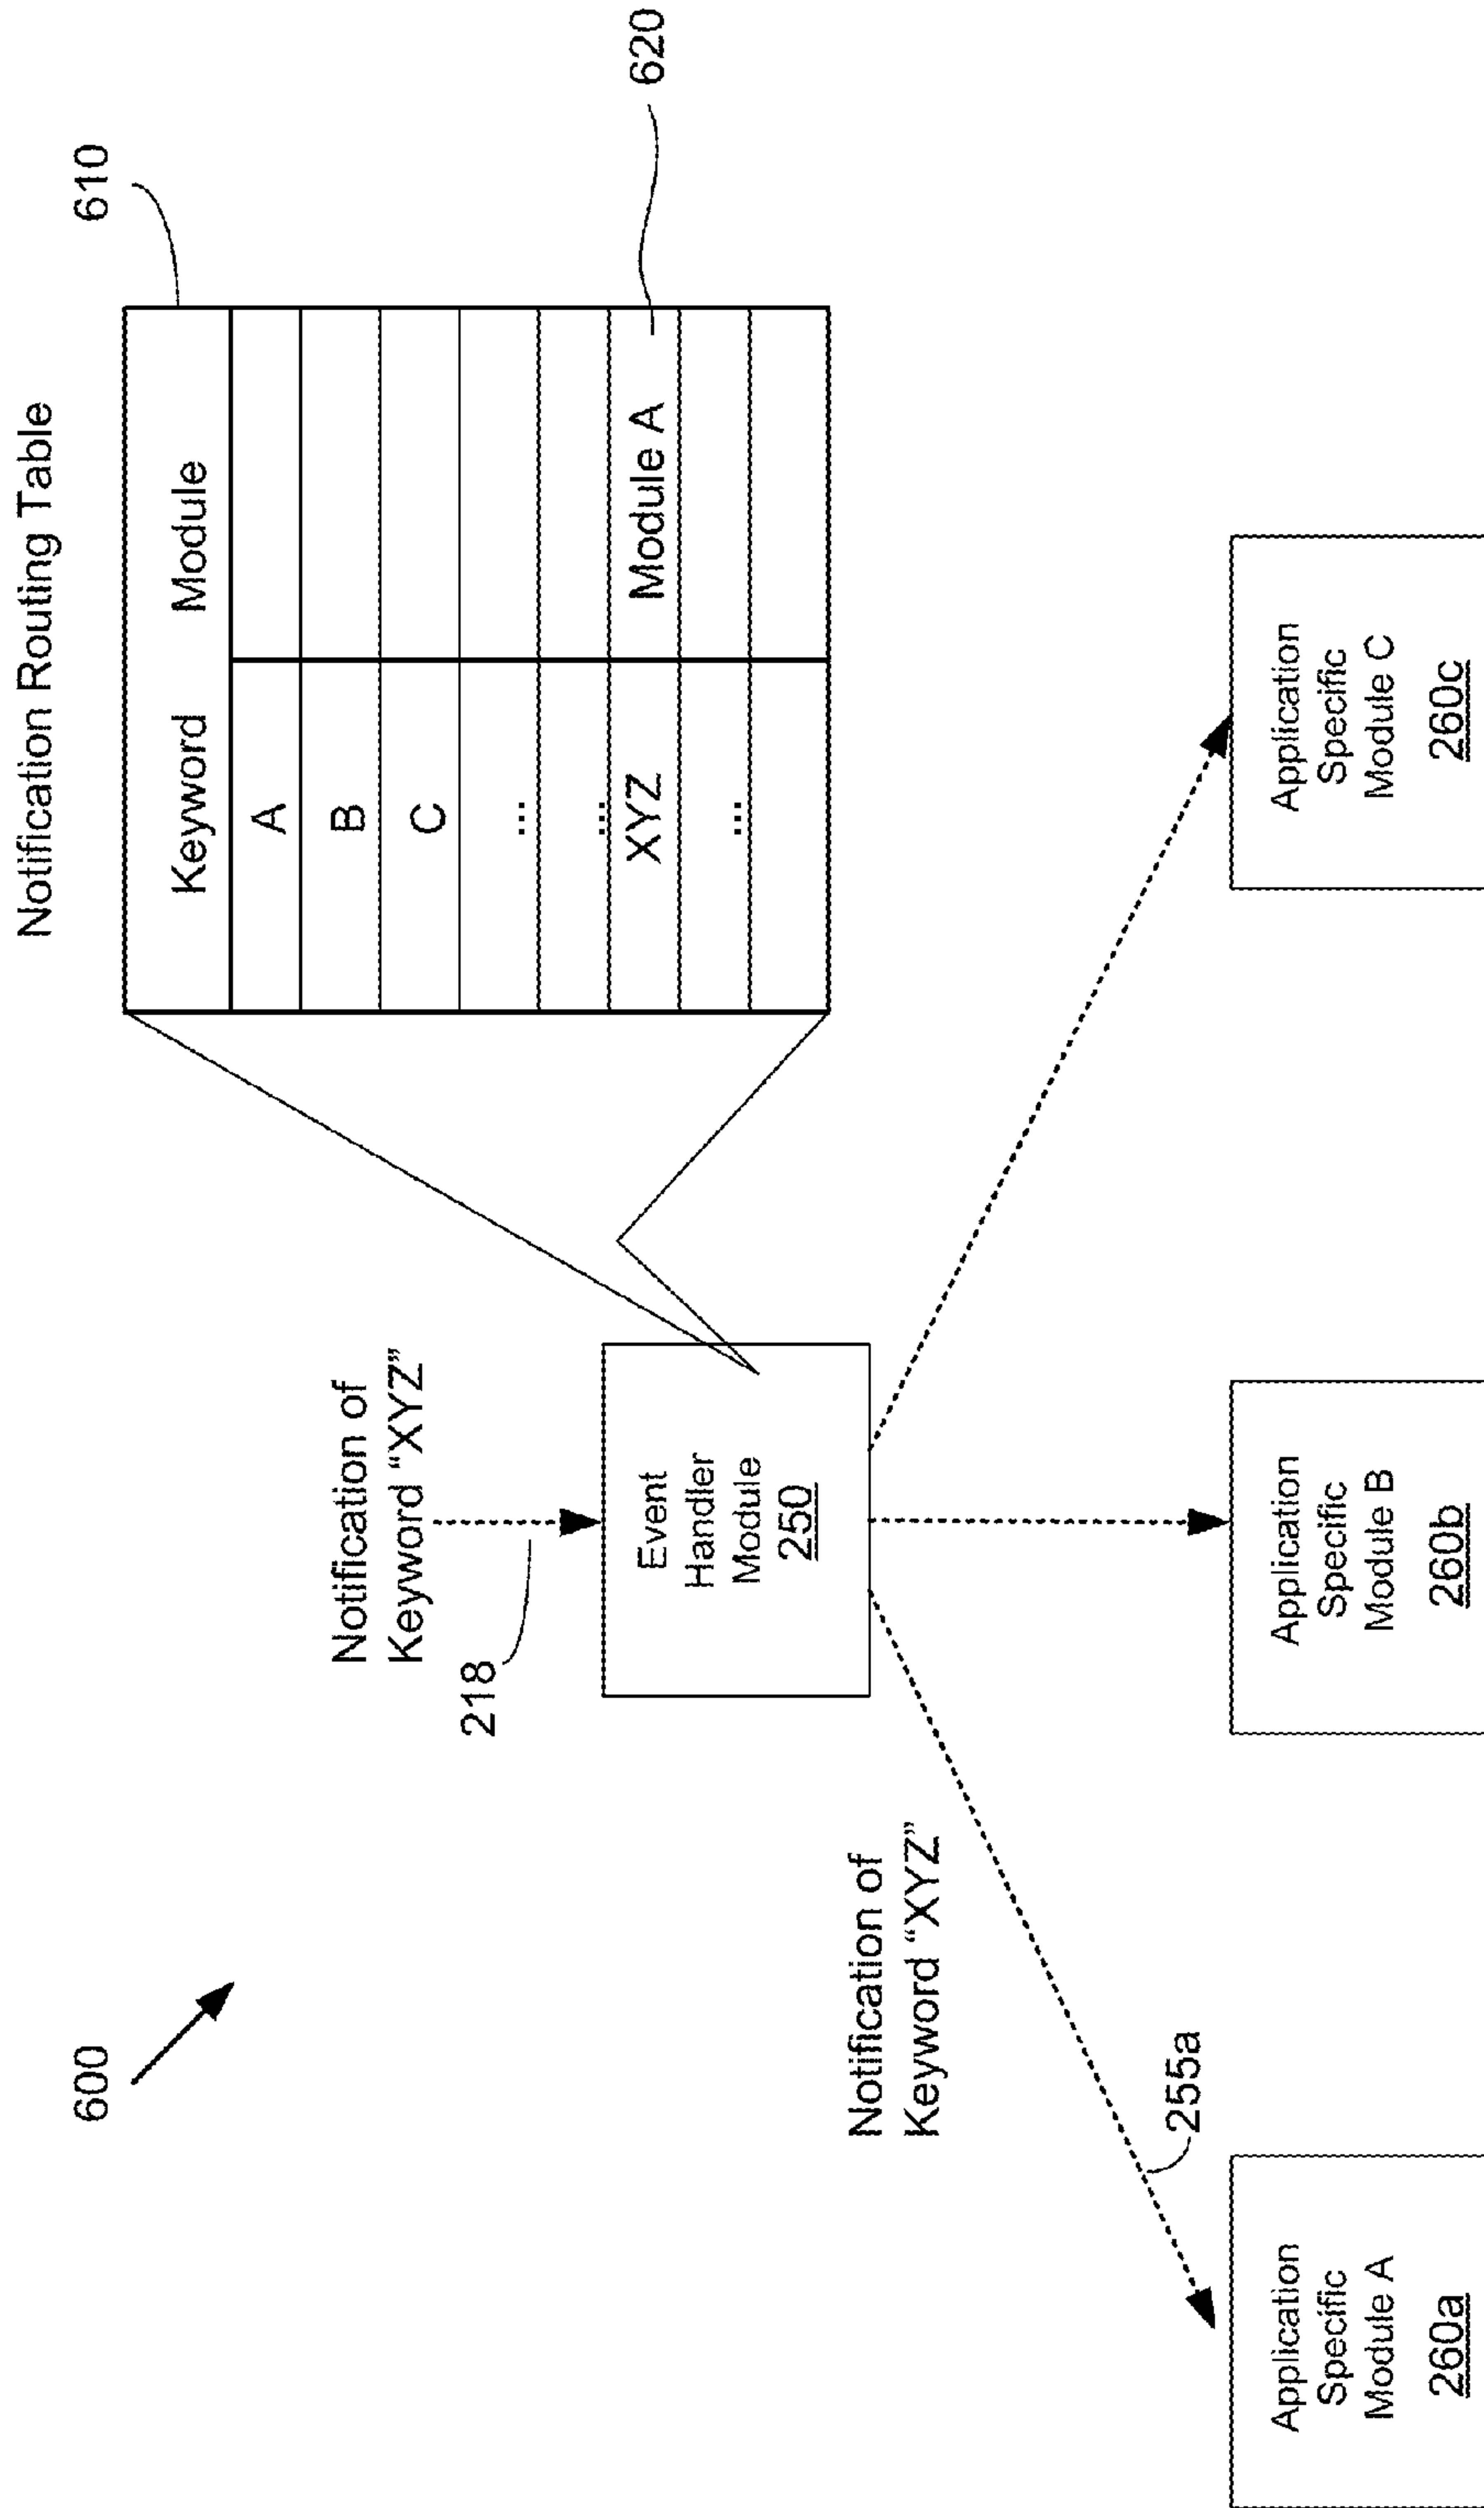 600
Notification Routing Table
610
Keyword Module
A
B
C
...
...
XYZ Module A
...
620
Notification of
Keyword “XYZ”
218
Event
Handler
Module
250
Notification of
Keyword “XYZ”
255a
Application
Specific
Module A
260a
Application
Specific
Module B
260b
Application
Specific
Module C
260c